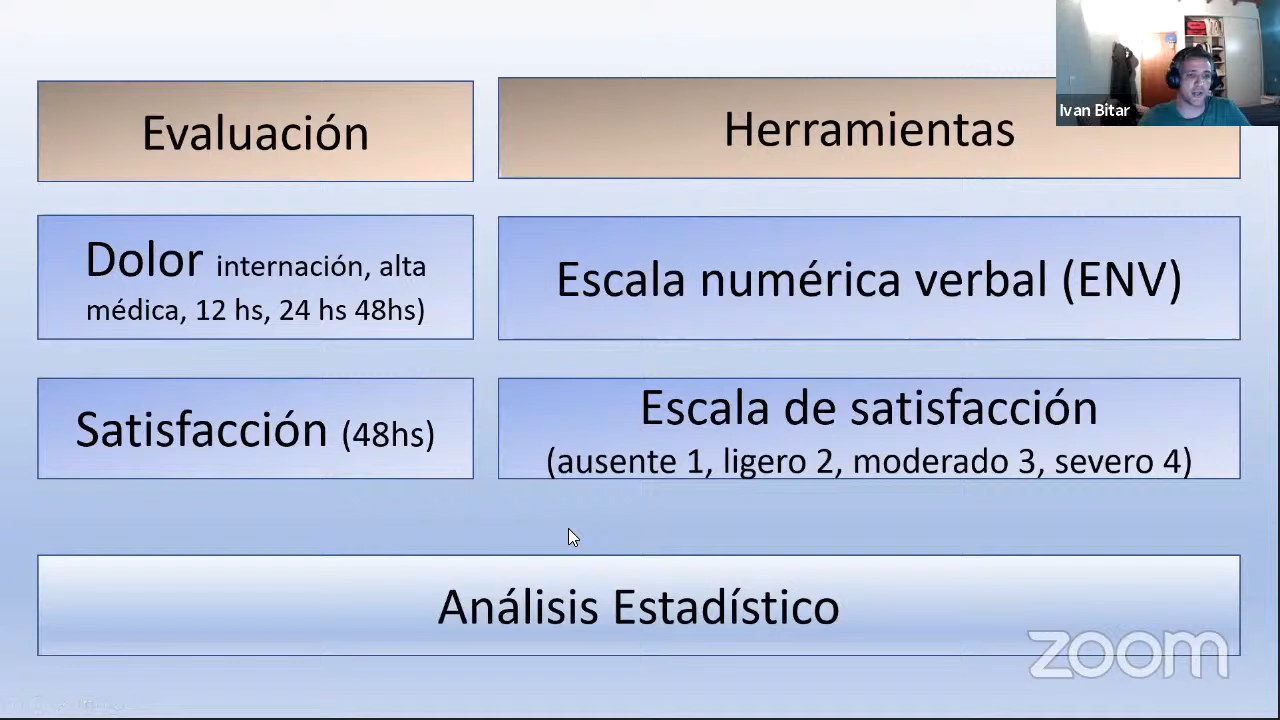 Evaluación
Herramientas
Ivan Bitar
Dolor internación, alta
médica, 12 hs, 24 hs 48hs)
Escala numérica verbal (ENV)
Satisfacción (48hs)
Escala de satisfacción
(ausente 1, ligero 2, moderado 3, severo 4)
Análisis Estadístico
zoom